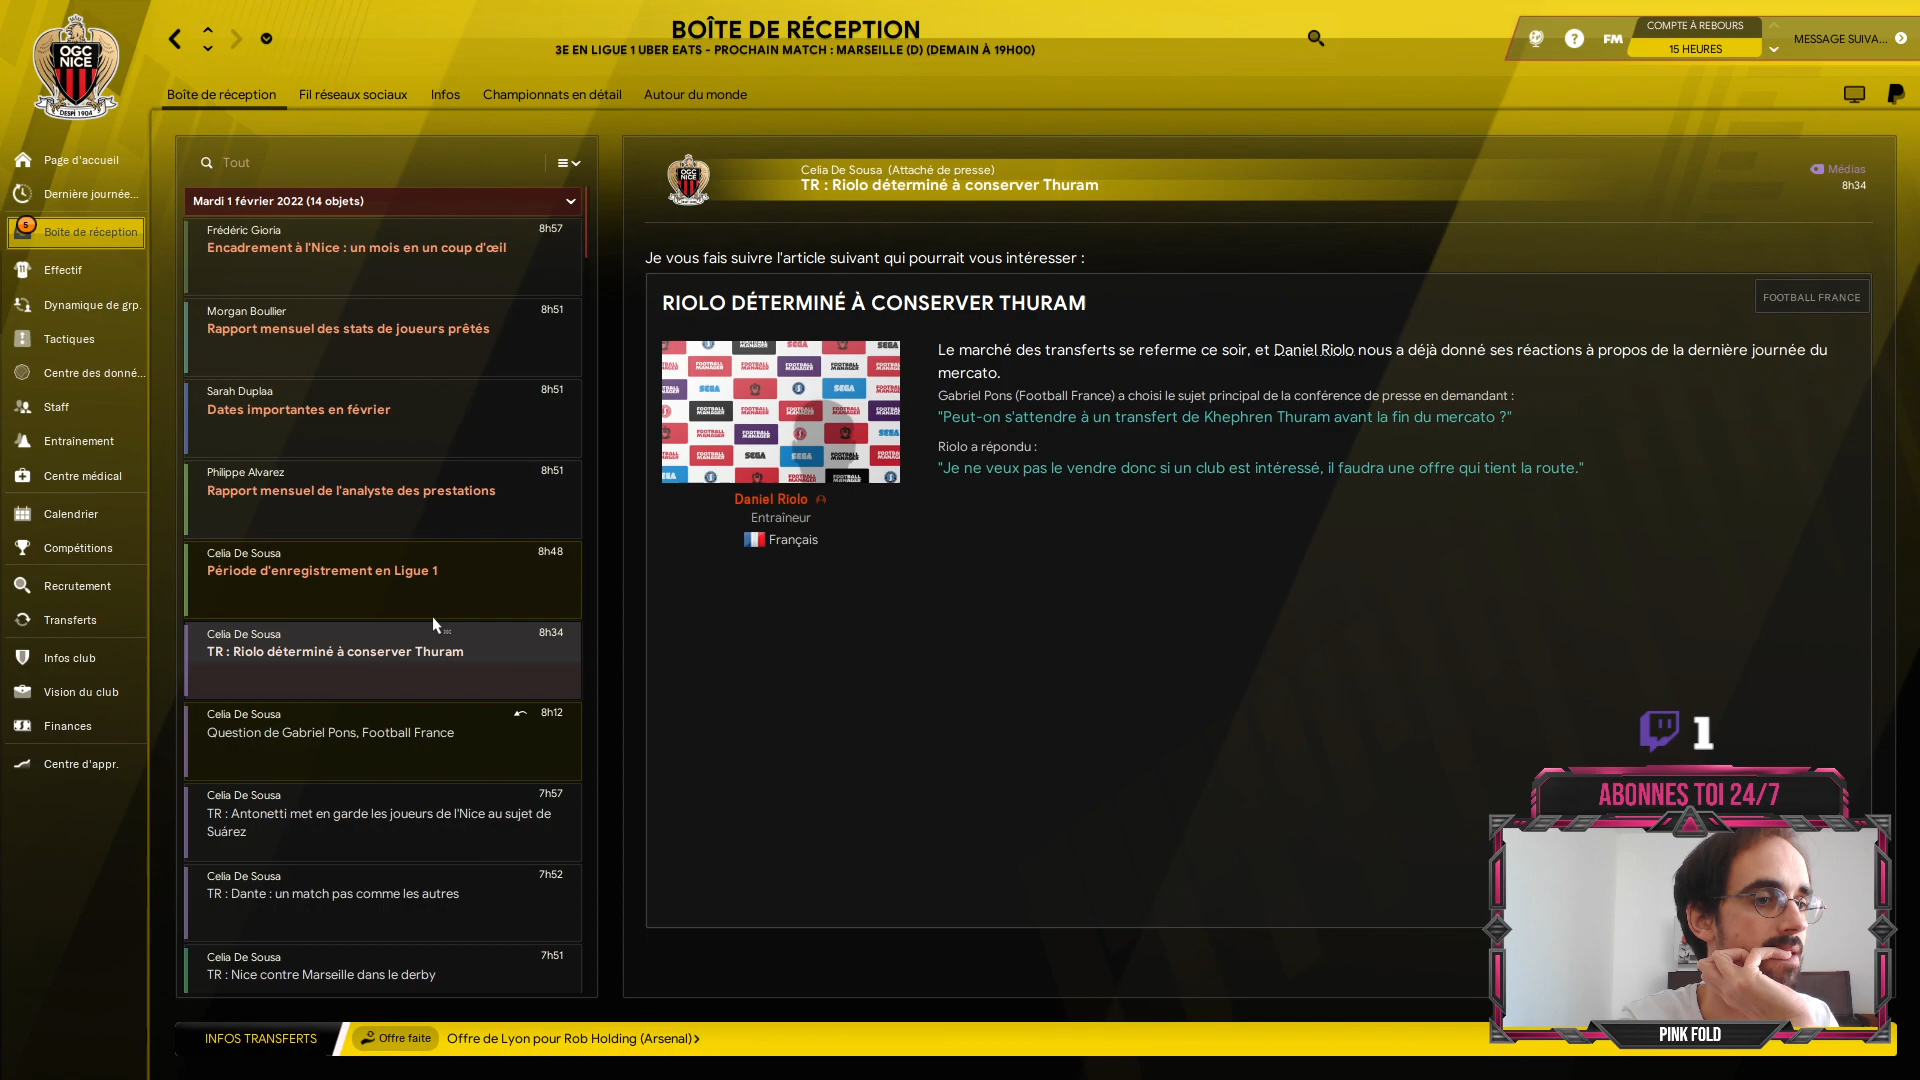 OGC
NICE
DEPUI 1904
BOÎTE DE RÉCEPTION
3E EN LIGUE 1 UBER EATS - PROCHAIN MATCH : MARSEILLE (D) (DEMAIN À 19H00)
FM
COMPTE À REBOURS
15 HEURES
MESSAGE SUIVA...
Boîte de réception
Fil réseaux sociaux
Infos
Championnats en détail
Autour du monde
Page d'accueil
Dernière journée...
5
Boîte de réception
Effectif
Dynamique de grp.
Tactiques
Centre des donné...
Staff
Entraînement
Centre médical
Calendrier
Compétitions
Recrutement
Transferts
Infos club
Vision du club
Finances
Centre d'appr.
Tout
Mardi 1 février 2022 (14 objets)
Frédéric Gioria
8h57
Encadrement à l'Nice : un mois en un coup d'œil
Morgan Boullier
8h51
Rapport mensuel des stats de joueurs prêtés
Sarah Duplaa
8h51
Dates importantes en février
Philippe Alvarez
8h51
Rapport mensuel de l'analyste des prestations
Celia De Sousa
8h48
Période d'enregistrement en Ligue 1
Celia De Sousa
8h34
TR : Riolo déterminé à conserver Thuram
Celia De Sousa
8h12
Question de Gabriel Pons, Football France
Celia De Sousa
7h57
TR : Antonetti met en garde les joueurs de l'Nice au sujet de
Suárez
Celia De Sousa
7h52
TR : Dante : un match pas comme les autres
Celia De Sousa
7h51
TR : Nice contre Marseille dans le derby
Celia De Sousa (Attaché de presse)
TR : Riolo déterminé à conserver Thuram
Médias
8h34
Je vous fais suivre l'article suivant qui pourrait vous intéresser :
RIOLO DÉTERMINÉ À CONSERVER THURAM
FOOTBALL FRANCE
Le marché des transferts se referme ce soir, et Daniel Riolo nous a déjà donné ses réactions à propos de la dernière journée du
mercato.
Gabriel Pons (Football France) a choisi le sujet principal de la conférence de presse en demandant :
"Peut-on s'attendre à un transfert de Khephren Thuram avant la fin du mercato ?"
Riolo a répondu :
"Je ne veux pas le vendre donc si un club est intéressé, il faudra une offre qui tient la route."
FOOTBALL MANAGER
SEGA
Daniel Riolo
Entraîneur
Français
1
ABONNES TOI 24/7
PINK FOLD
INFOS TRANSFERTS
Offre faite
Offre de Lyon pour Rob Holding (Arsenal)